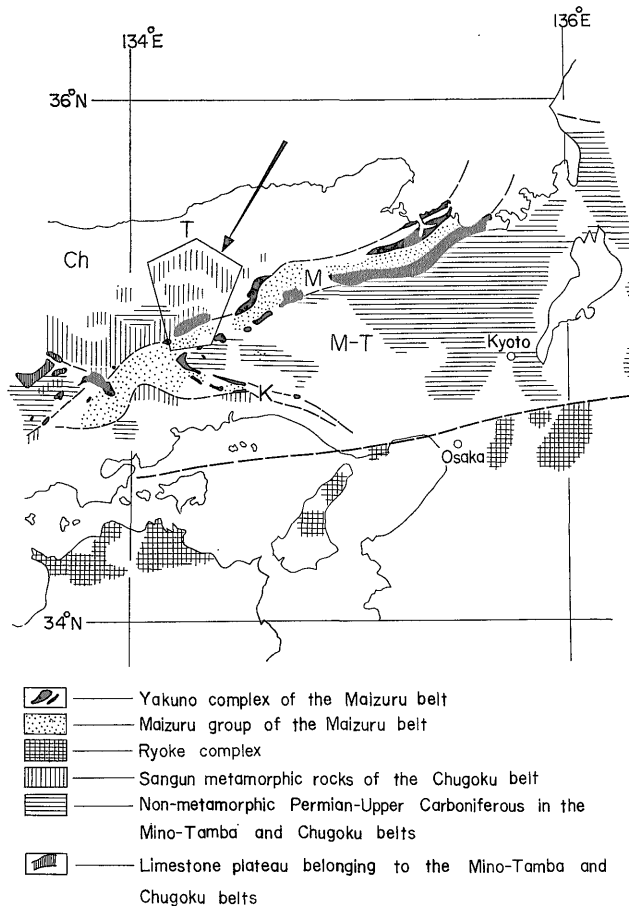 134°E
136°E
36°N
T
Ch
M
M-T
Kyoto
K
Osaka
34°N
Yakuno complex of the Maizuru belt
Maizuru group of the Maizuru belt
Ryoke complex
Sangun metamorphic rocks of the Chugoku belt
Non-metamorphic Permian-Upper Carboniferous in the
Mino-Tamba and Chugoku belts
Limestone plateau belonging to the Mino-Tamba and
Chugoku belts